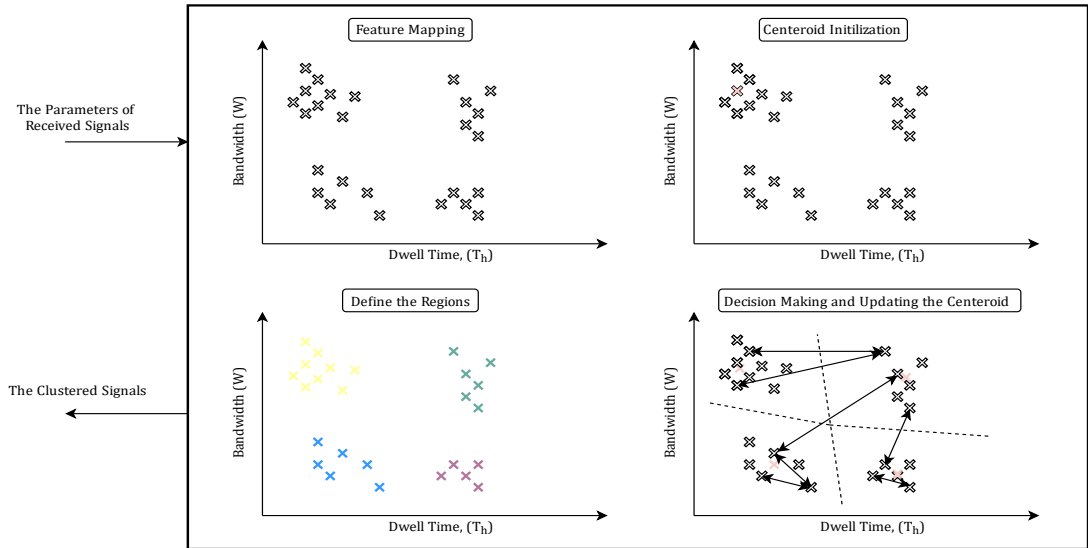 Feature Mapping
Centeroid Initilization
The Parameters of
Received Signals
Bandwidth (W)
Bandwidth (W)
Dwell Time, (Th)
Dwell Time, (Th)
Define the Regions
Decision Making and Updating the Centeroid
The Clustered Signals
Bandwidth (W)
Bandwidth (W)
Dwell Time, (Th)
Dwell Time, (Th)